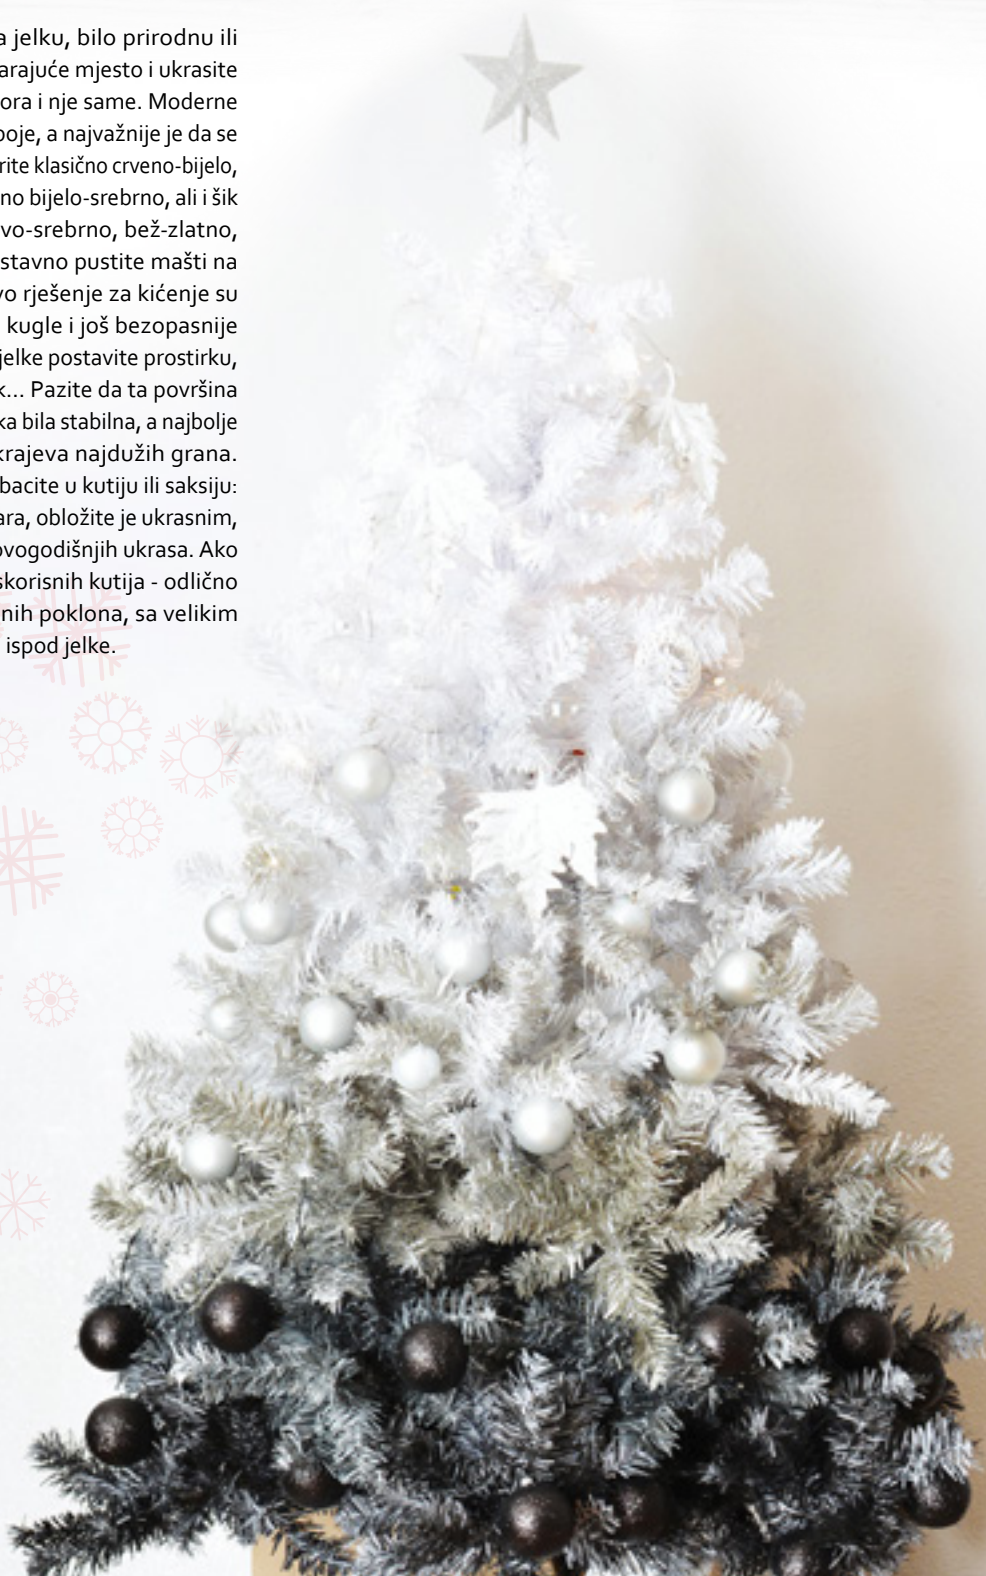 a jelku, bilo prirodnu ili
arajuće mjesto i ukrasite
ora i nje same. Moderne
boje, a najvažnije je da se
rite klasično crveno-bijelo,
no bijelo-srebrno, ali i šik
vo-srebrno, bež-zlatno,
stavno pustite mašti na
vo rješenje za kićenje su
kugle i još bezopasnije
jelke postavite prostirku,
k... Pazite da ta površina
ka bila stabilna, a najbolje
krajeva najdužih grana.
bacite u kutiju ili saksiju:
ara, obložite je ukrasnim,
ovogodišnjih ukrasa. Ako
skorisnih kutija - odlično
nih poklona, sa velikim
ispod jelke.